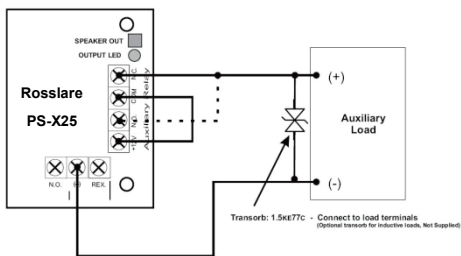 SPEAKER OUT
OUTPUT LED
Rosslare
PS-X25
N.C.
COM
N.O.
+12V
Auxiliary Relay
N.O.
(-)
REX.
(+)
Auxiliary
Load
(-)
Transorb: 1.5KE77C - Connect to load terminals
(Optional transorb for inductive loads, Not Supplied)